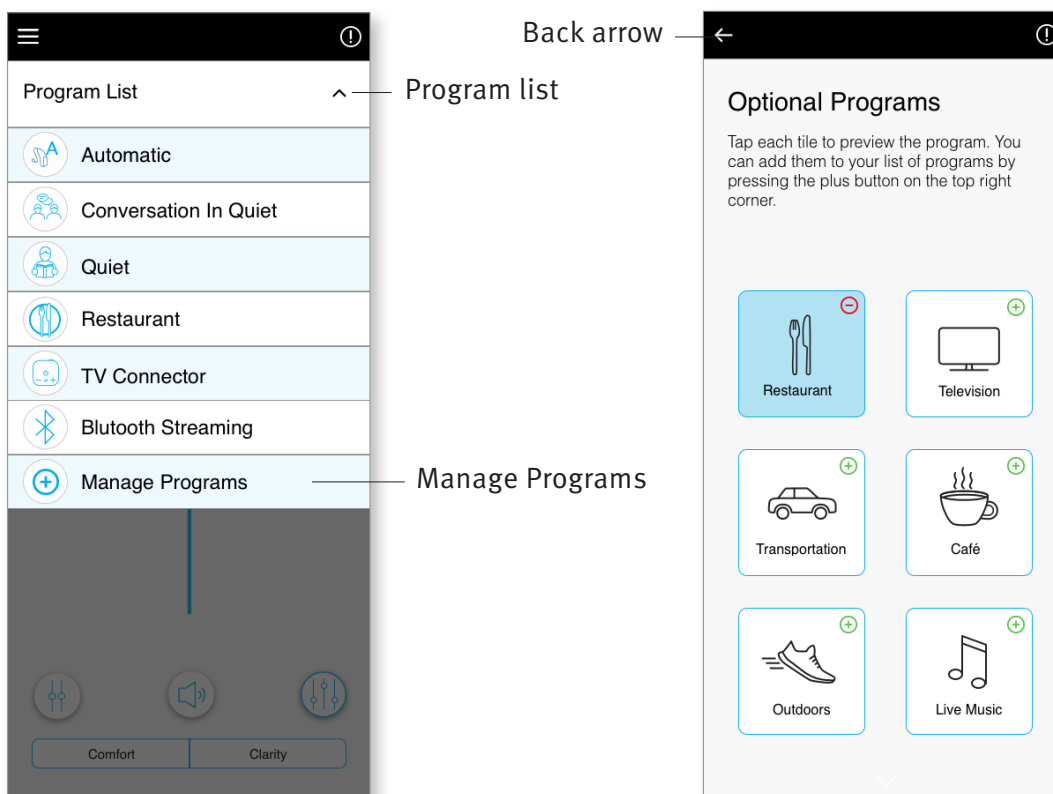 Back arrow
Program List
Program list
A
Automatic
Conversation In Quiet
Quiet
Restaurant
TV Connector
Blutooth Streaming
Manage Programs
Manage Programs
Comfort
Clarity
Optional Programs
Tap each tile to preview the program. You
can add them to your list of programs by
pressing the plus button on the top right
corner.
Restaurant
Television
Transportation
Café
Outdoors
Live Music